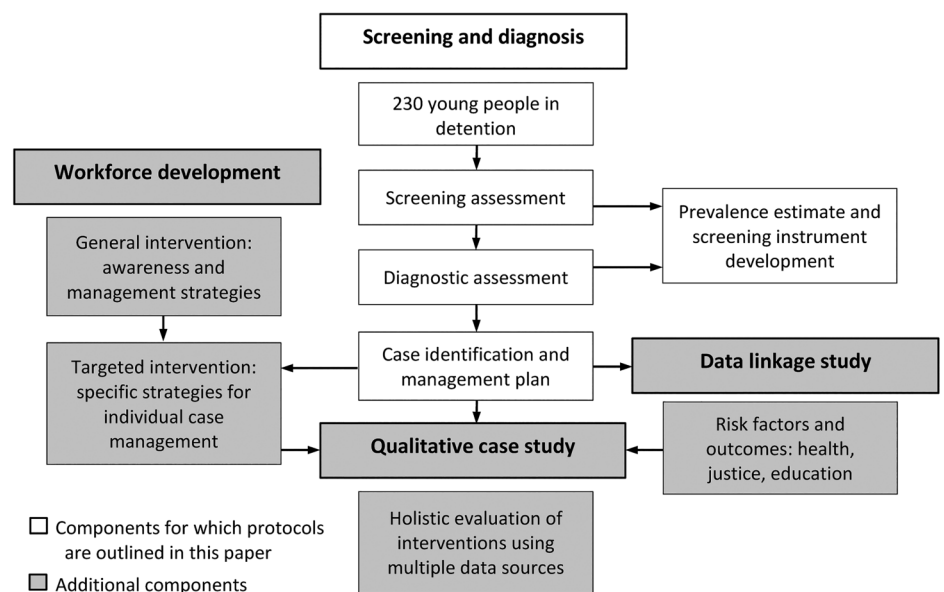 Screening and diagnosis
230 young people in
detention
Workforce development
Screening assessment
Prevalence estimate and
screening instrument
development
General intervention:
awareness and
management strategies
Diagnostic assessment
Case identification and
management plan
Data linkage study
Targeted intervention:
specific strategies for
individual case
management
Risk factors and
outcomes: health,
justice, education
Qualitative case study
Holistic evaluation of
interventions using
multiple data sources
Components for which protocols
are outlined in this paper
Additional components